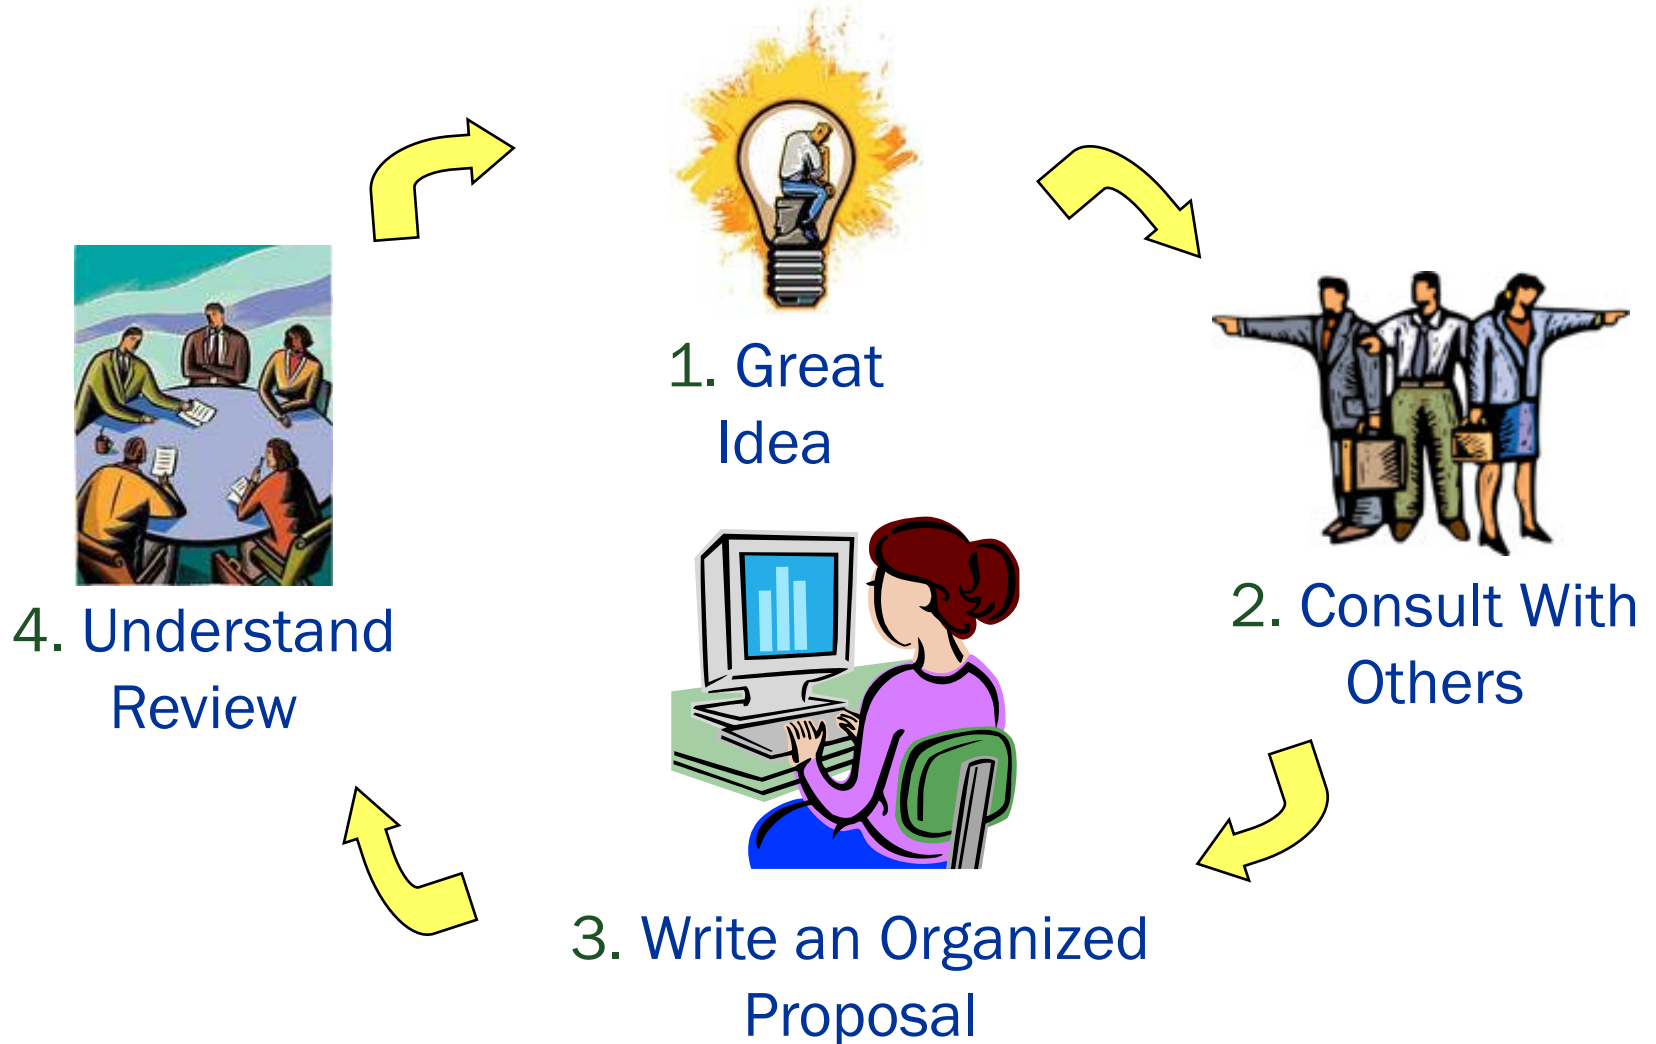 1. Great
Idea
2. Consult With
Others
3. Write an Organized
Proposal
4. Understand
Review